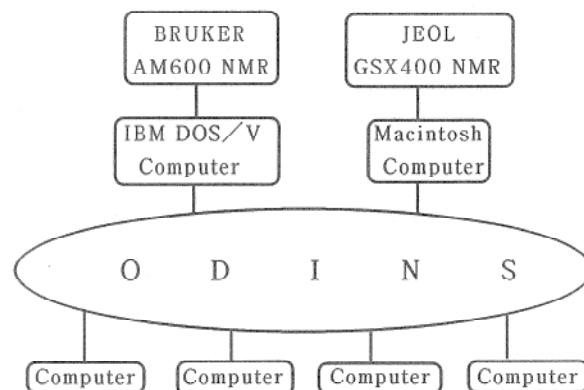 BRUKER
AM600 NMR
JEOL
GSX400 NMR
IBM DOS／V
Computer
Macintosh
Computer
O D I N S
Computer
Computer
Computer
Computer